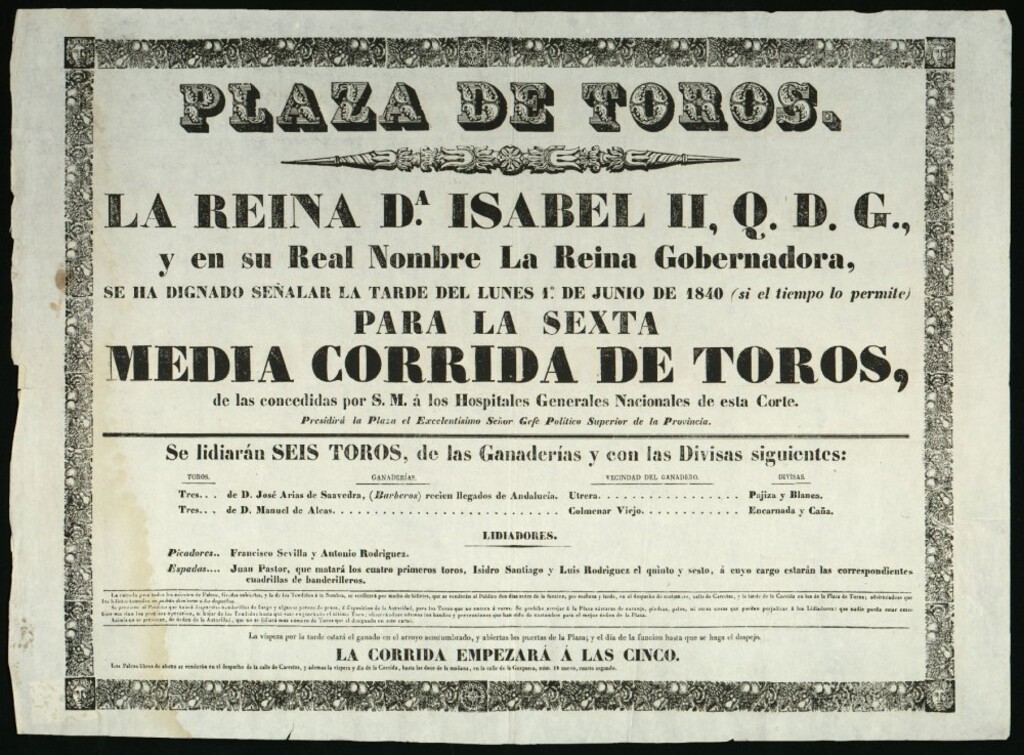 PLAZA DE TOROS.
LA REINA D.ᴬ ISABEL II, Q. D. G.,
y en su Real Nombre La Reina Gobernadora,
SE HA DIGNADO SEÑALAR LA TARDE DEL LUNES 1.º DE JUNIO DE 1840 (si el tiempo lo permite)
PARA LA SEXTA
MEDIA CORRIDA DE TOROS,
de las concedidas por S. M. á los Hospitales Generales Nacionales de esta Corte.
Presidirá la Plaza el Excelentísimo Señor Gefe Político Superior de la Provincia.
Se lidiarán SEIS TOROS, de las Ganaderías y con las Divisas siguientes:
TOROS. GANADERÍAS. VECINDAD DEL GANADERO. DIVISAS.
Tres... de D. José Arias de Saavedra, (Barberos) recien llegados de Andalucía. Utrera. Pajiza y Blanca.
Tres... de D. Manuel de Aleas. Colmenar Viejo. Encarnada y Caña.
LIDIADORES.
Picadores.. Francisco Sevilla y Antonio Rodriguez.
Espadas.... Juan Pastor, que matará los cuatro primeros toros, Isidro Santiago y Luis Rodriguez el quinto y sesto, á cuyo cargo estarán las correspondientes
cuadrillas de banderilleros.
La víspera por la tarde estará el ganado en el arroyo acostumbrado, y abiertas las puertas de la Plaza; y el dia de la funcion hasta que se haga el despejo.
LA CORRIDA EMPEZARÁ Á LAS CINCO.